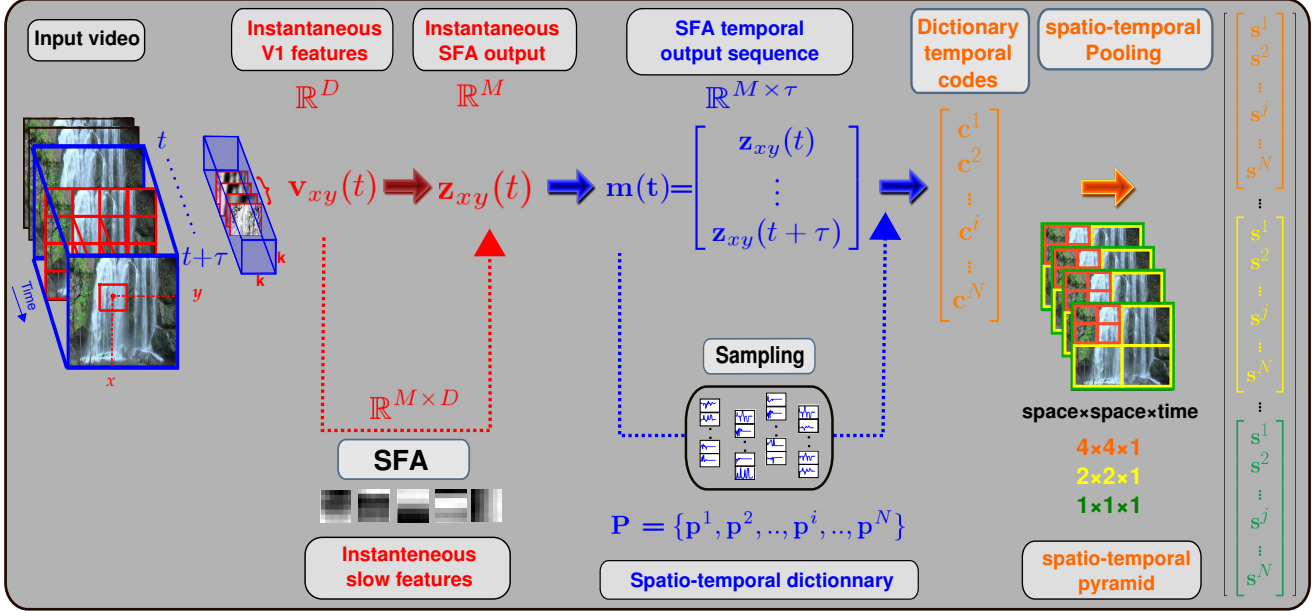 Input video
Instantaneous
V1 features
Instantaneous
SFA output
SFA temporal
output sequence
Dictionary
temporal
codes
spatio-temporal
Pooling
ℝ^D
ℝ^M
ℝ^{M×τ}
t
t+τ
Time
x
y
k
k
v_{xy}(t)
z_{xy}(t)
m(t)=
z_{xy}(t)
⋮
z_{xy}(t + τ)
c^1
c^2
⋮
c^i
⋮
c^N
ℝ^{M×D}
SFA
Instanteneous
slow features
Sampling
P = {p^1, p^2, .., p^i, .., p^N}
Spatio-temporal dictionnary
space×space×time
4×4×1
2×2×1
1×1×1
spatio-temporal
pyramid
s^1
s^2
⋮
s^j
⋮
s^N
⋮
s^1
s^2
⋮
s^j
⋮
s^N
⋮
s^1
s^2
⋮
s^j
⋮
s^N